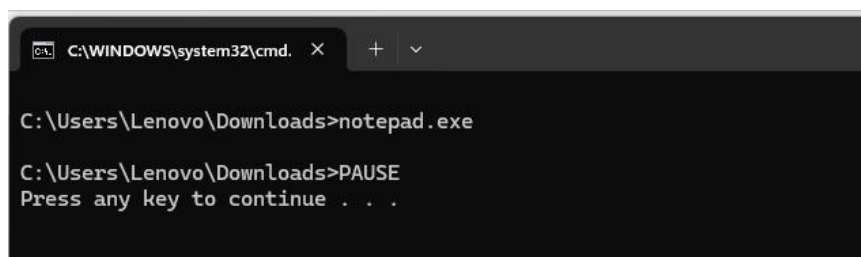 C:\WINDOWS\system32\cmd.
C:\Users\Lenovo\Downloads>notepad.exe
C:\Users\Lenovo\Downloads>PAUSE
Press any key to continue . . .